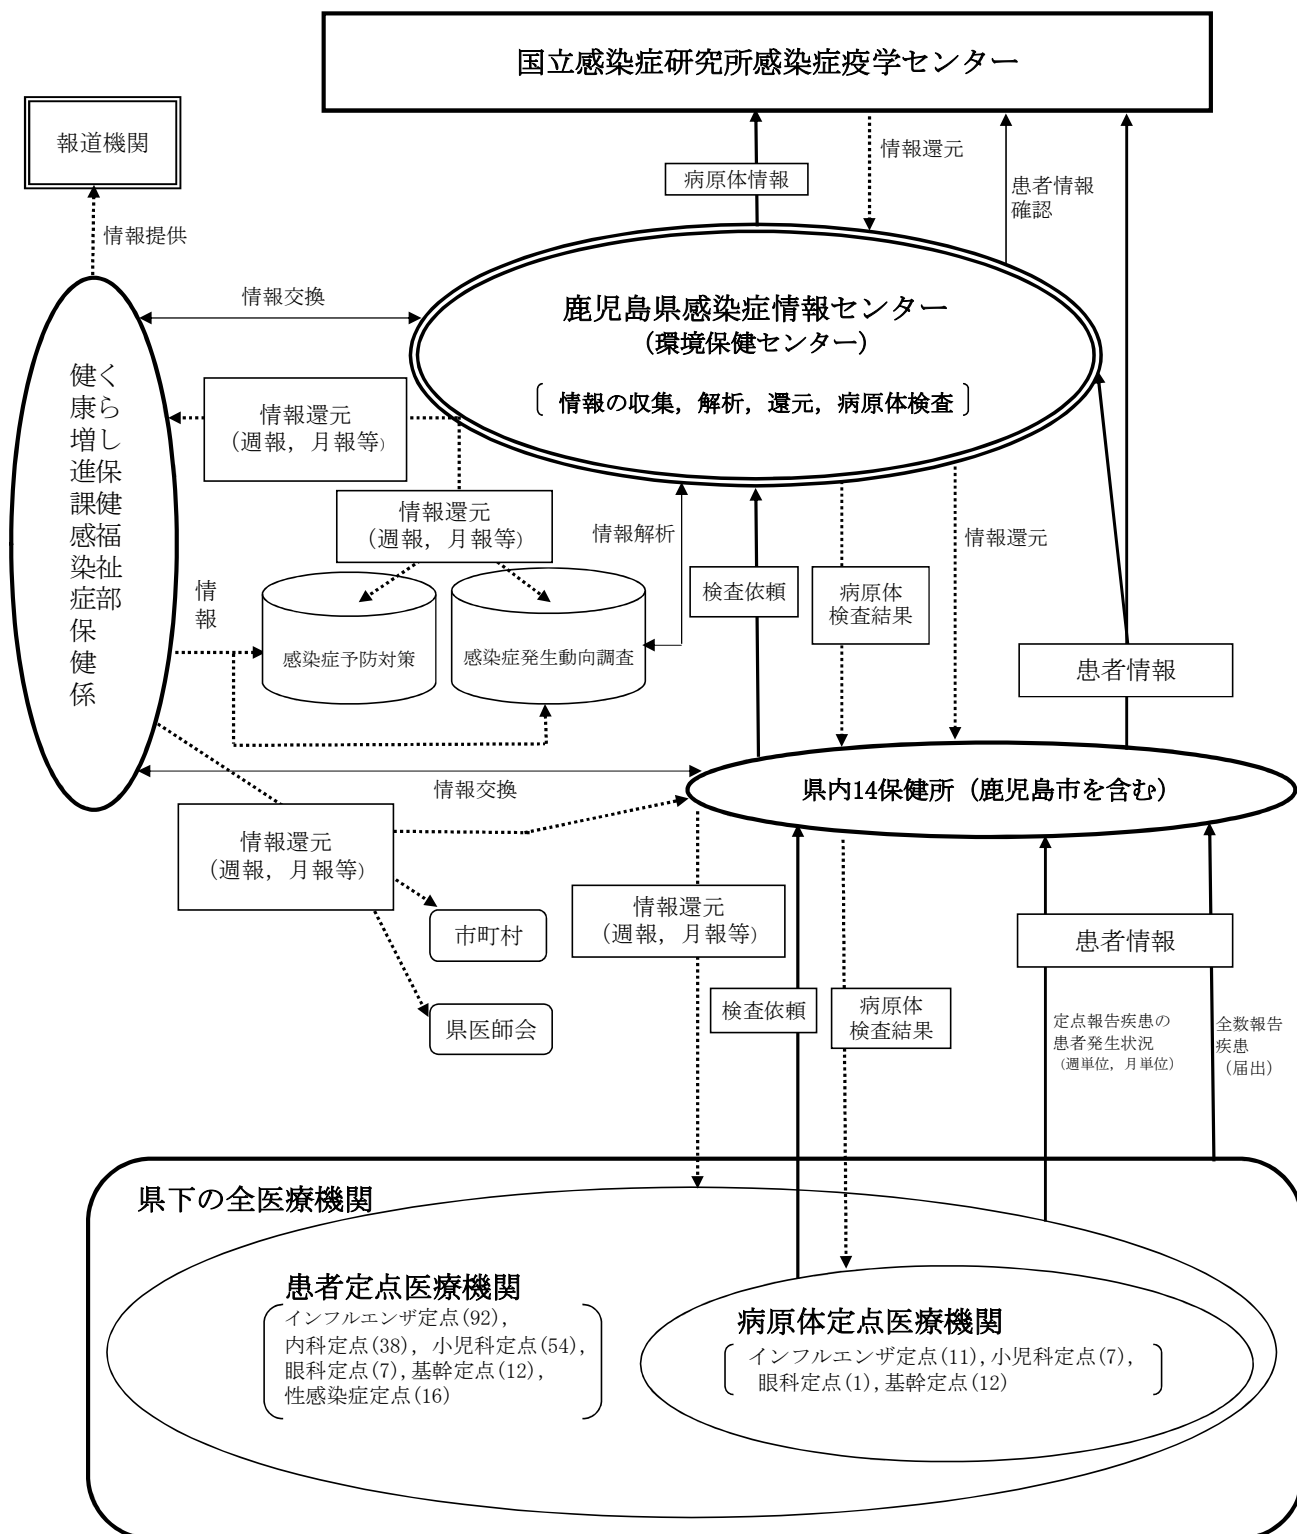 国立感染症研究所感染症疫学センター
報道機関
情報提供
病原体情報
情報還元
患者情報
確認
情報交換
鹿児島県感染症情報センター
(環境保健センター)
〔 情報の収集，解析，還元，病原体検査 〕
くらし保健福祉部
健康増進課感染症保健係
情報還元
(週報，月報等)
情報還元
(週報，月報等)
情報解析
情報還元
検査依頼
病原体
検査結果
情報
感染症予防対策
感染症発生動向調査
患者情報
情報交換
県内14保健所（鹿児島市を含む）
情報還元
(週報，月報等)
情報還元
(週報，月報等)
市町村
患者情報
県医師会
検査依頼
病原体
検査結果
定点報告疾患の
患者発生状況
(週単位，月単位)
全数報告
疾患
（届出）
県下の全医療機関
患者定点医療機関
インフルエンザ定点(92)，
内科定点(38)，小児科定点(54)，
眼科定点(7)，基幹定点(12)，
性感染症定点(16)
病原体定点医療機関
インフルエンザ定点(11)，小児科定点(7)，
眼科定点(1)，基幹定点(12)